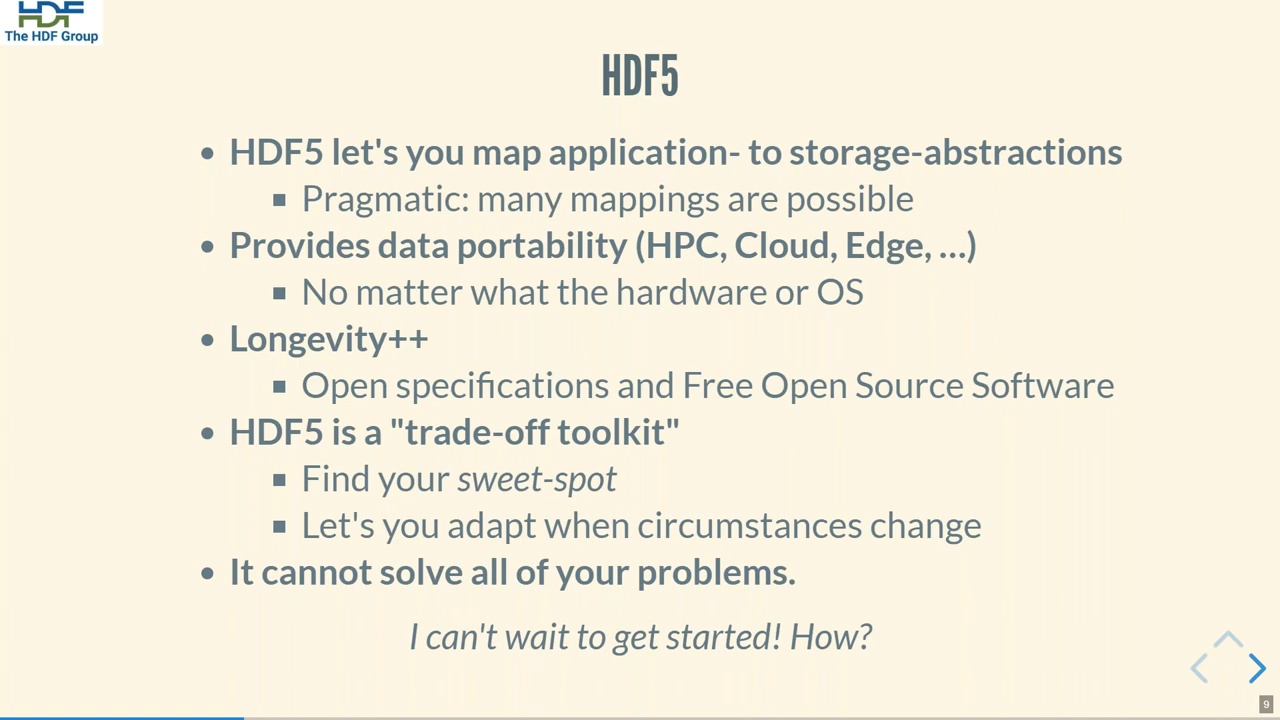 HDF
The HDF Group
HDF5
• HDF5 let's you map application- to storage-abstractions
▪ Pragmatic: many mappings are possible
• Provides data portability (HPC, Cloud, Edge, ...)
▪ No matter what the hardware or OS
• Longevity++
▪ Open specifications and Free Open Source Software
• HDF5 is a "trade-off toolkit"
▪ Find your sweet-spot
▪ Let's you adapt when circumstances change
• It cannot solve all of your problems.
I can't wait to get started! How?
9